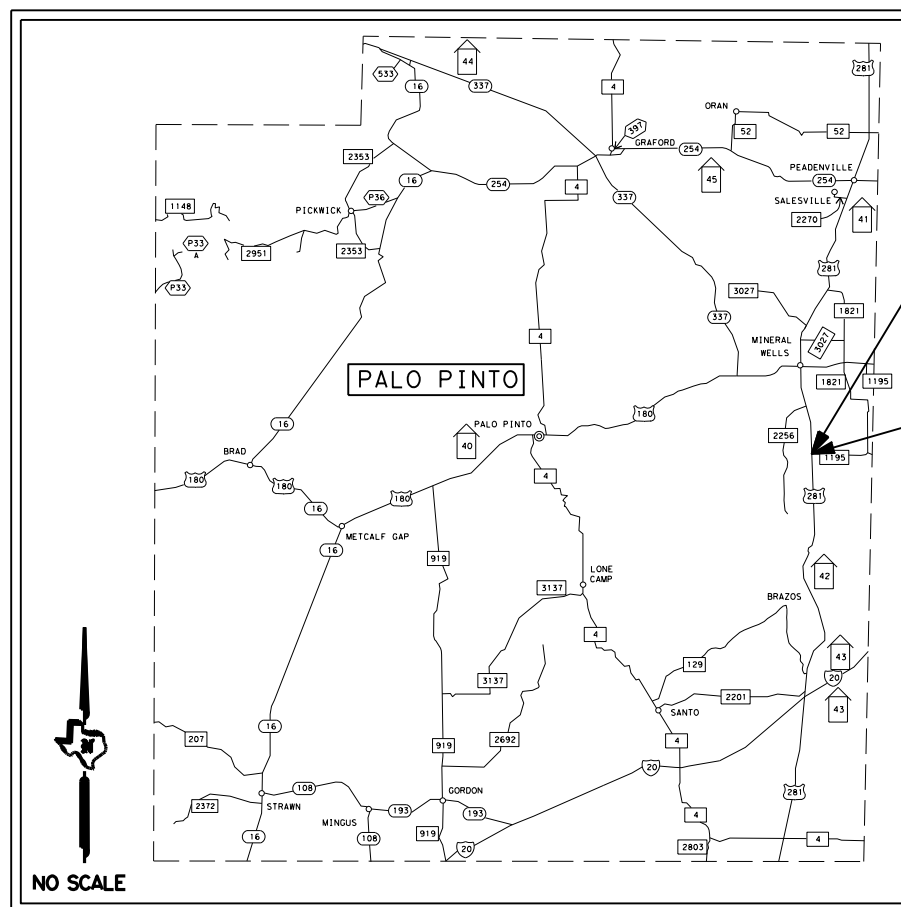 44
533
16
281
337
4
ORAN
397
52
52
GRAFORD
254
2353
PEADENVILLE
16
254
254
45
4
P36
SALESVILLE
337
1148
PICKWICK
2270
41
P33
A
2353
2951
281
P33
3027
1821
337
4
3027
MINERAL
WELLS
PALO PINTO
1821
1195
180
16
PALO PINTO
2256
40
BRAD
1195
4
180
180
180
281
16
METCALF GAP
16
919
42
LONE
CAMP
3137
BRAZOS
4
43
129
20
3137
2201
43
SANTO
16
207
N
919
2692
4
20
108
281
GORDON
2372
STRAWN
193
193
MINGUS
4
16
108
919
4
20
2803
NO SCALE